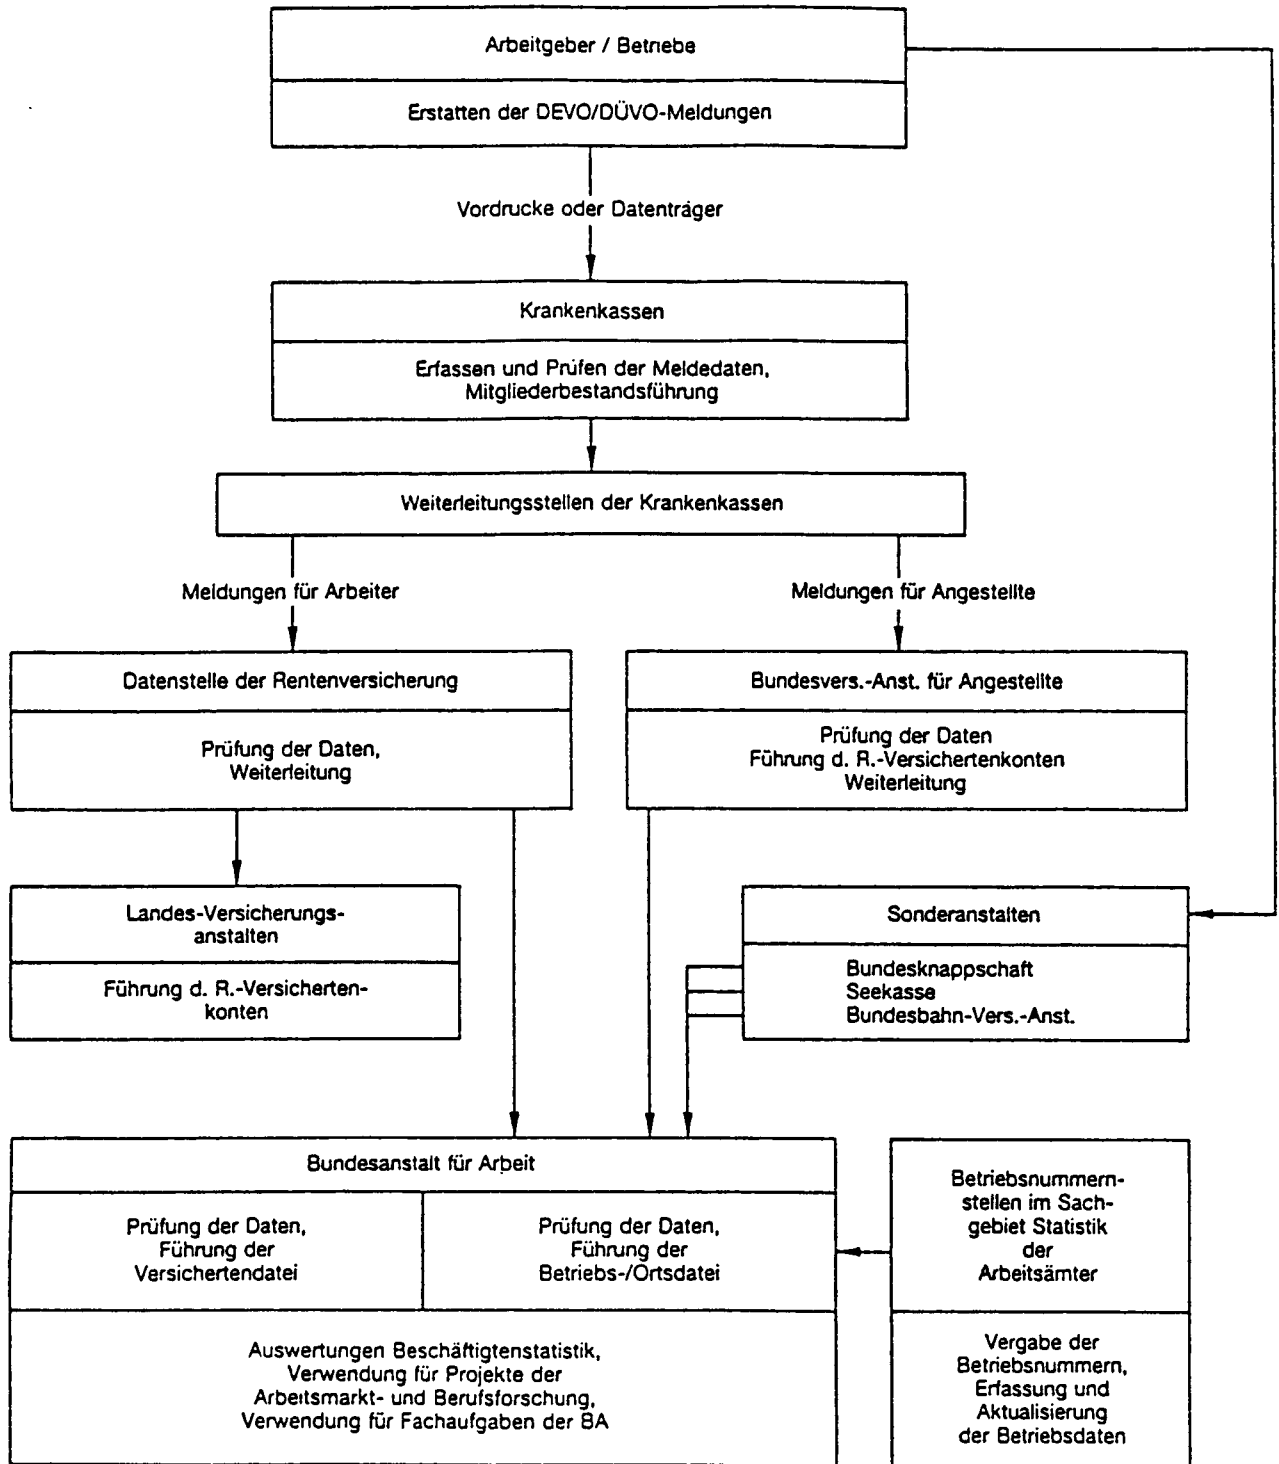 Arbeitgeber / Betriebe
Erstatten der DEVO/DÜVO-Meldungen
Vordrucke oder Datenträger
Krankenkassen
Erfassen und Prüfen der Meldedaten,
Mitgliederbestandsführung
Weiterleitungsstellen der Krankenkassen
Meldungen für Arbeiter
Meldungen für Angestellte
Datenstelle der Rentenversicherung
Prüfung der Daten,
Weiterleitung
Bundesvers.-Anst. für Angestellte
Prüfung der Daten
Führung d. R.-Versichertenkonten
Weiterleitung
Landes-Versicherungs-
anstalten
Führung d. R.-Versicherten-
konten
Sonderanstalten
Bundesknappschaft
Seekasse
Bundesbahn-Vers.-Anst.
Bundesanstalt für Arbeit
Prüfung der Daten,
Führung der
Versichertendatei
Prüfung der Daten,
Führung der
Betriebs-/Ortsdatei
Auswertungen Beschäftigtenstatistik,
Verwendung für Projekte der
Arbeitsmarkt- und Berufsforschung,
Verwendung für Fachaufgaben der BA
Betriebsnummern-
stellen im Sach-
gebiet Statistik
der
Arbeitsämter
Vergabe der
Betriebsnummern,
Erfassung und
Aktualisierung
der Betriebsdaten